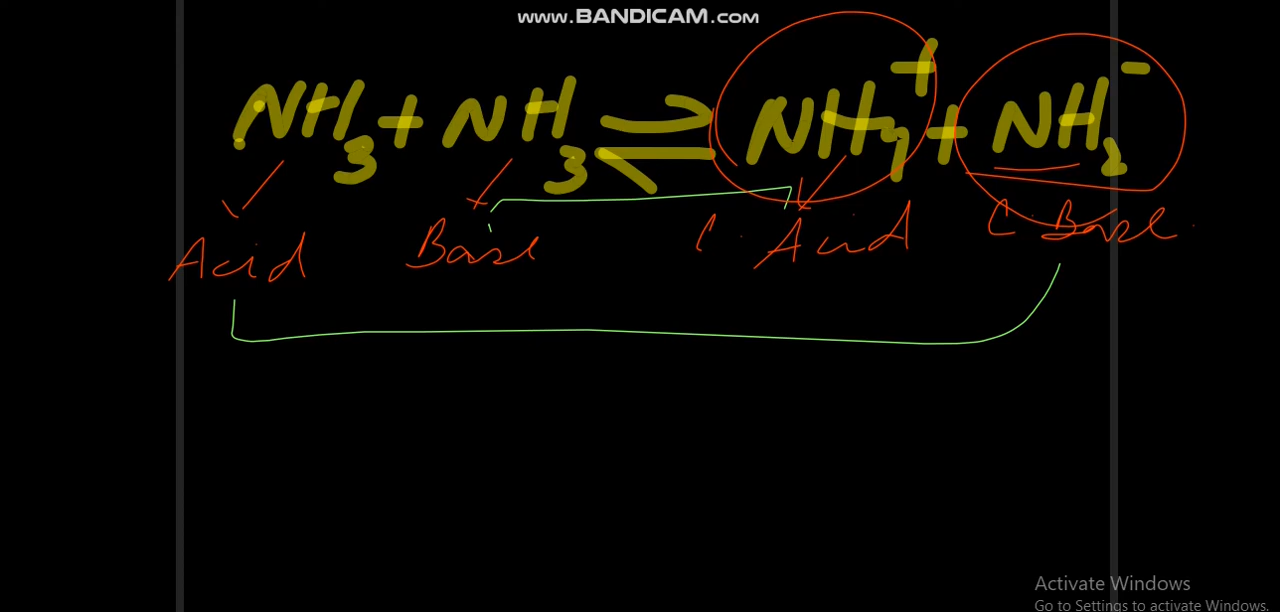 www.BANDICAM.com
NH₃ + NH₃ ⇌ NH₄⁺ + NH₂⁻
Acid Base C. Acid C Base
Activate Windows
Go to Settings to activate Windows.